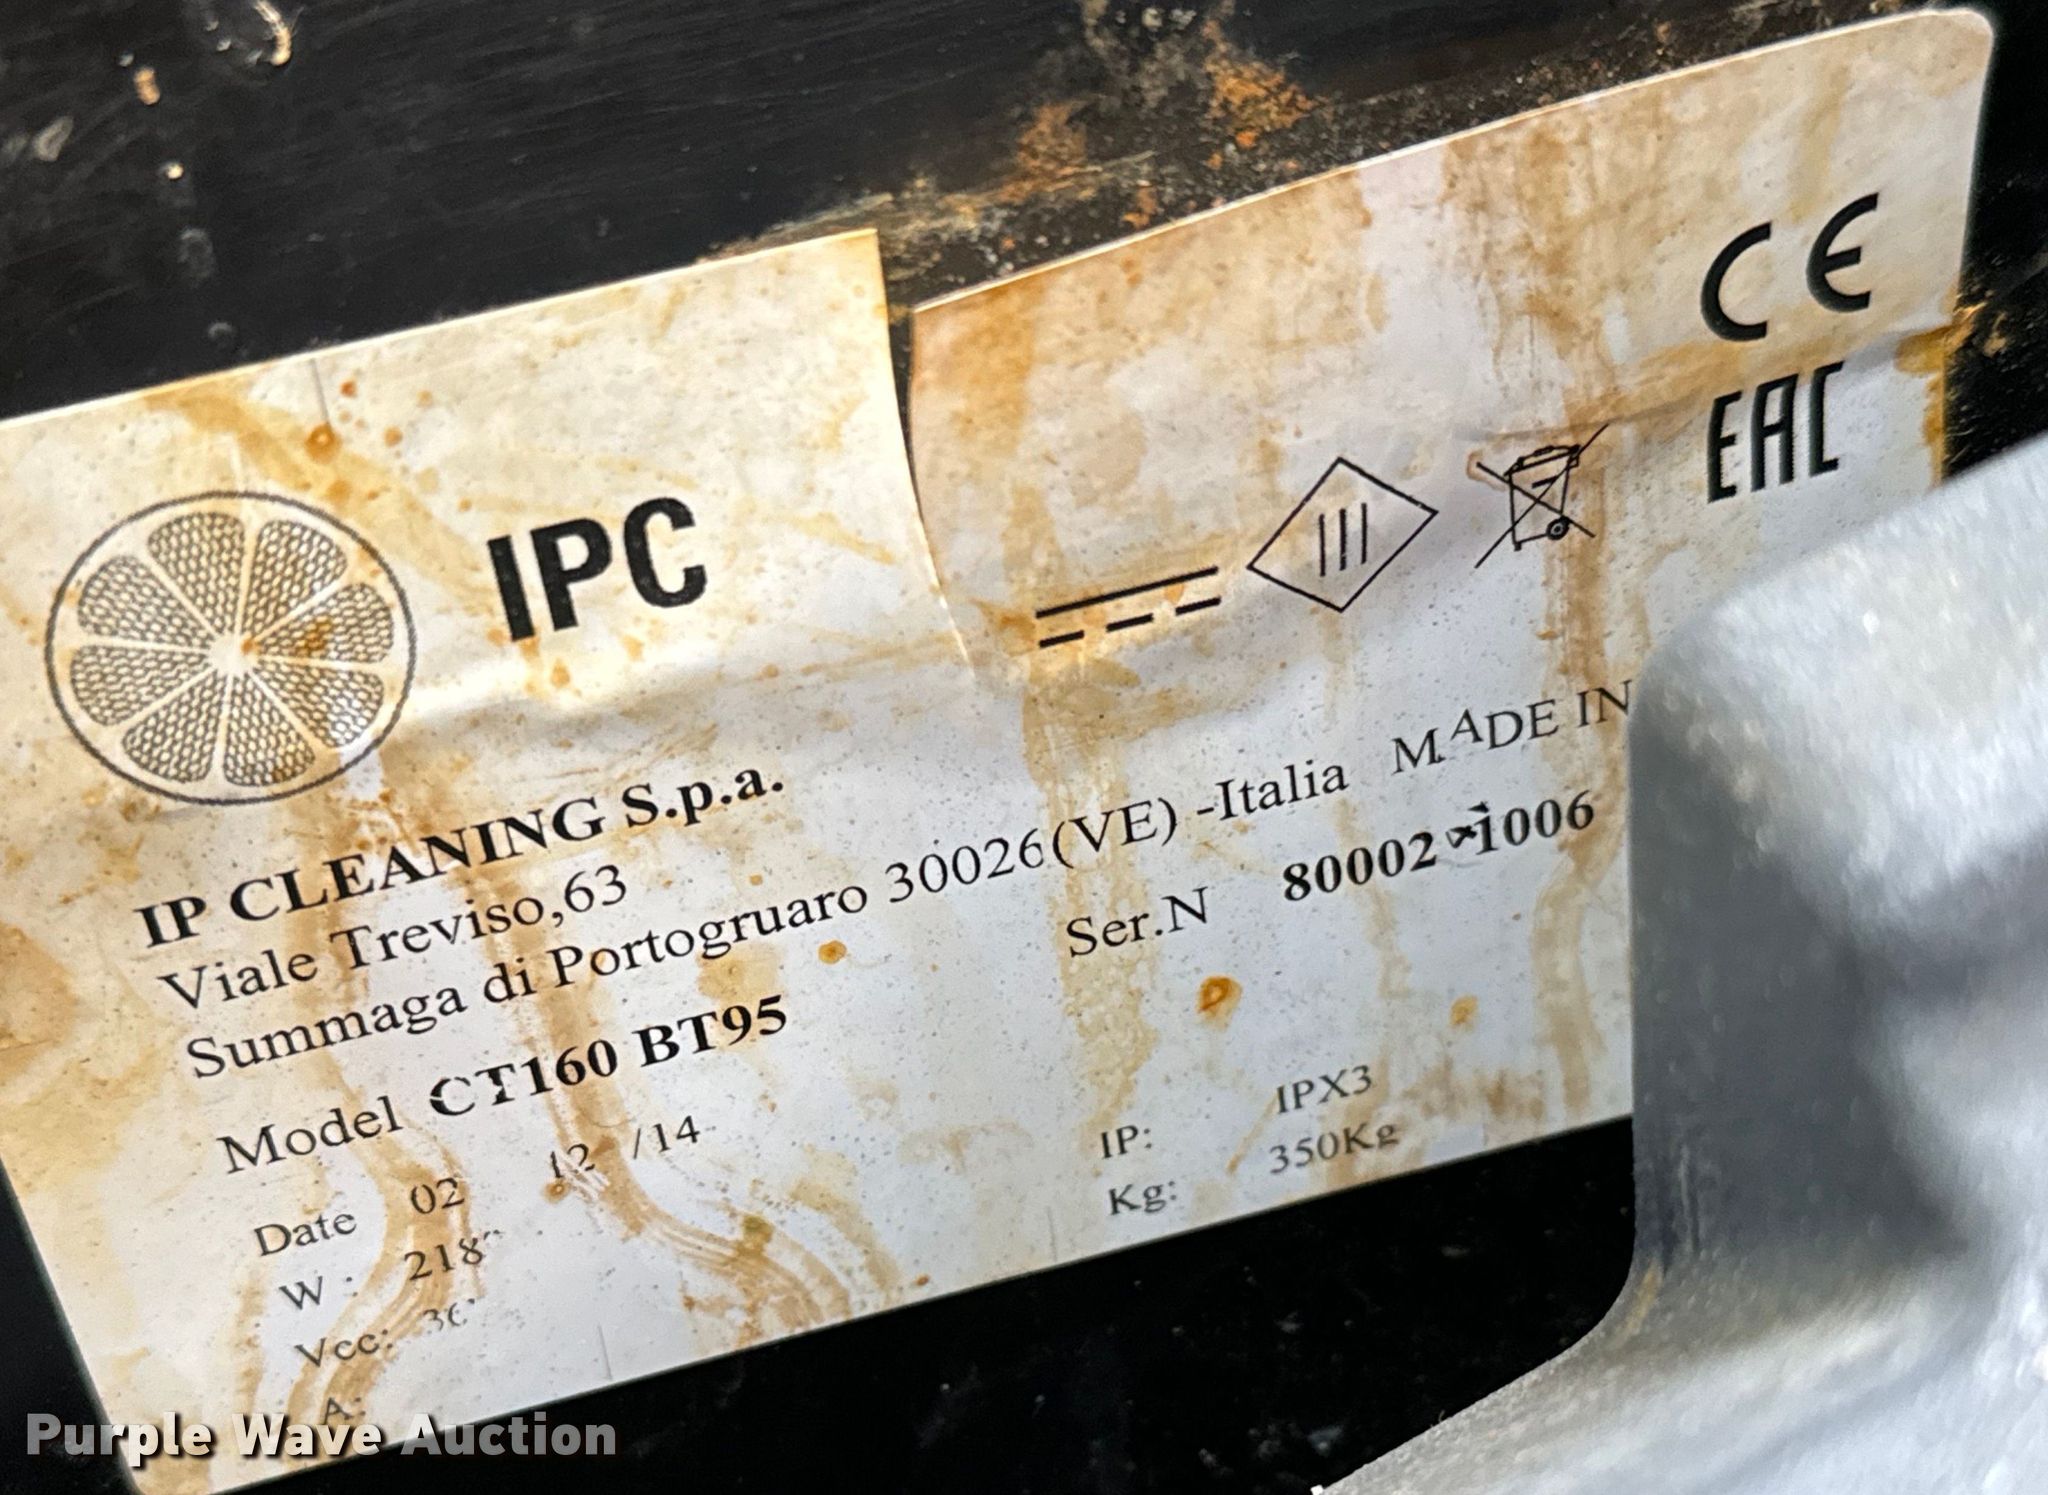 IPC
CE
EAC
IP CLEANING S.p.a.
Viale Treviso,63
Summaga di Portogruaro 30026(VE) -Italia MADE IN
Model CT160 BT95
Ser.N
Date 02 12 /14
W :
Vcc:
A:
IP: IPX3
Kg: 350Kg
Purple Wave Auction